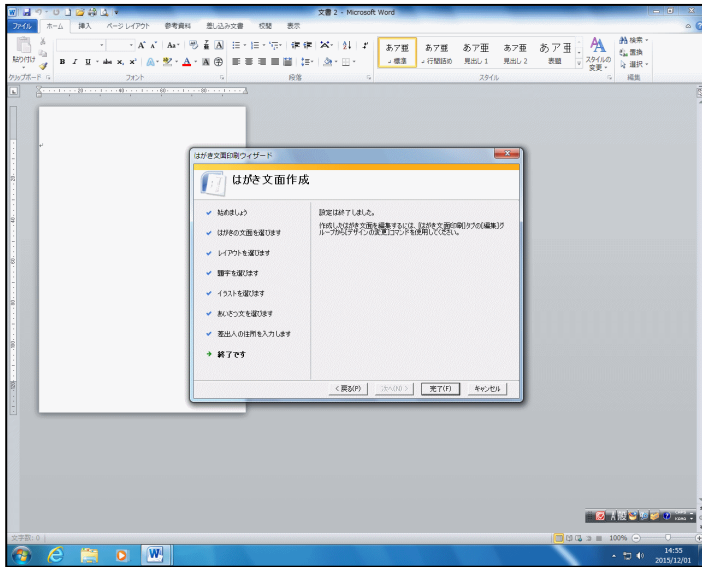 文書 2 - Microsoft Word
ファイル ホーム 挿入 ページ レイアウト 参考資料 差し込み文書 校閲 表示
貼り付け
B I U abc x₂ x²
あア亜 あア亜 あア亜 あア亜 あア亜
標準 行間詰め 見出し 1 見出し 2 表題
スタイルの変更
検索
置換
選択
クリップボード フォント 段落 スタイル 編集
はがき文面印刷ウィザード
はがき文面作成
始めましょう
はがきの文面を選びます
レイアウトを選びます
題字を選びます
イラストを選びます
あいさつ文を選びます
差出人の住所を入力します
終了です
設定は終了しました。
作成したはがき文面を編集するには、[はがき文面印刷]タブの[編集]グ
ループから[デザインの変更]コマンドを使用してください。
< 戻る(P) 次へ(N) > 完了(F) キャンセル
文字数: 0
100%
14:55
2015/12/01